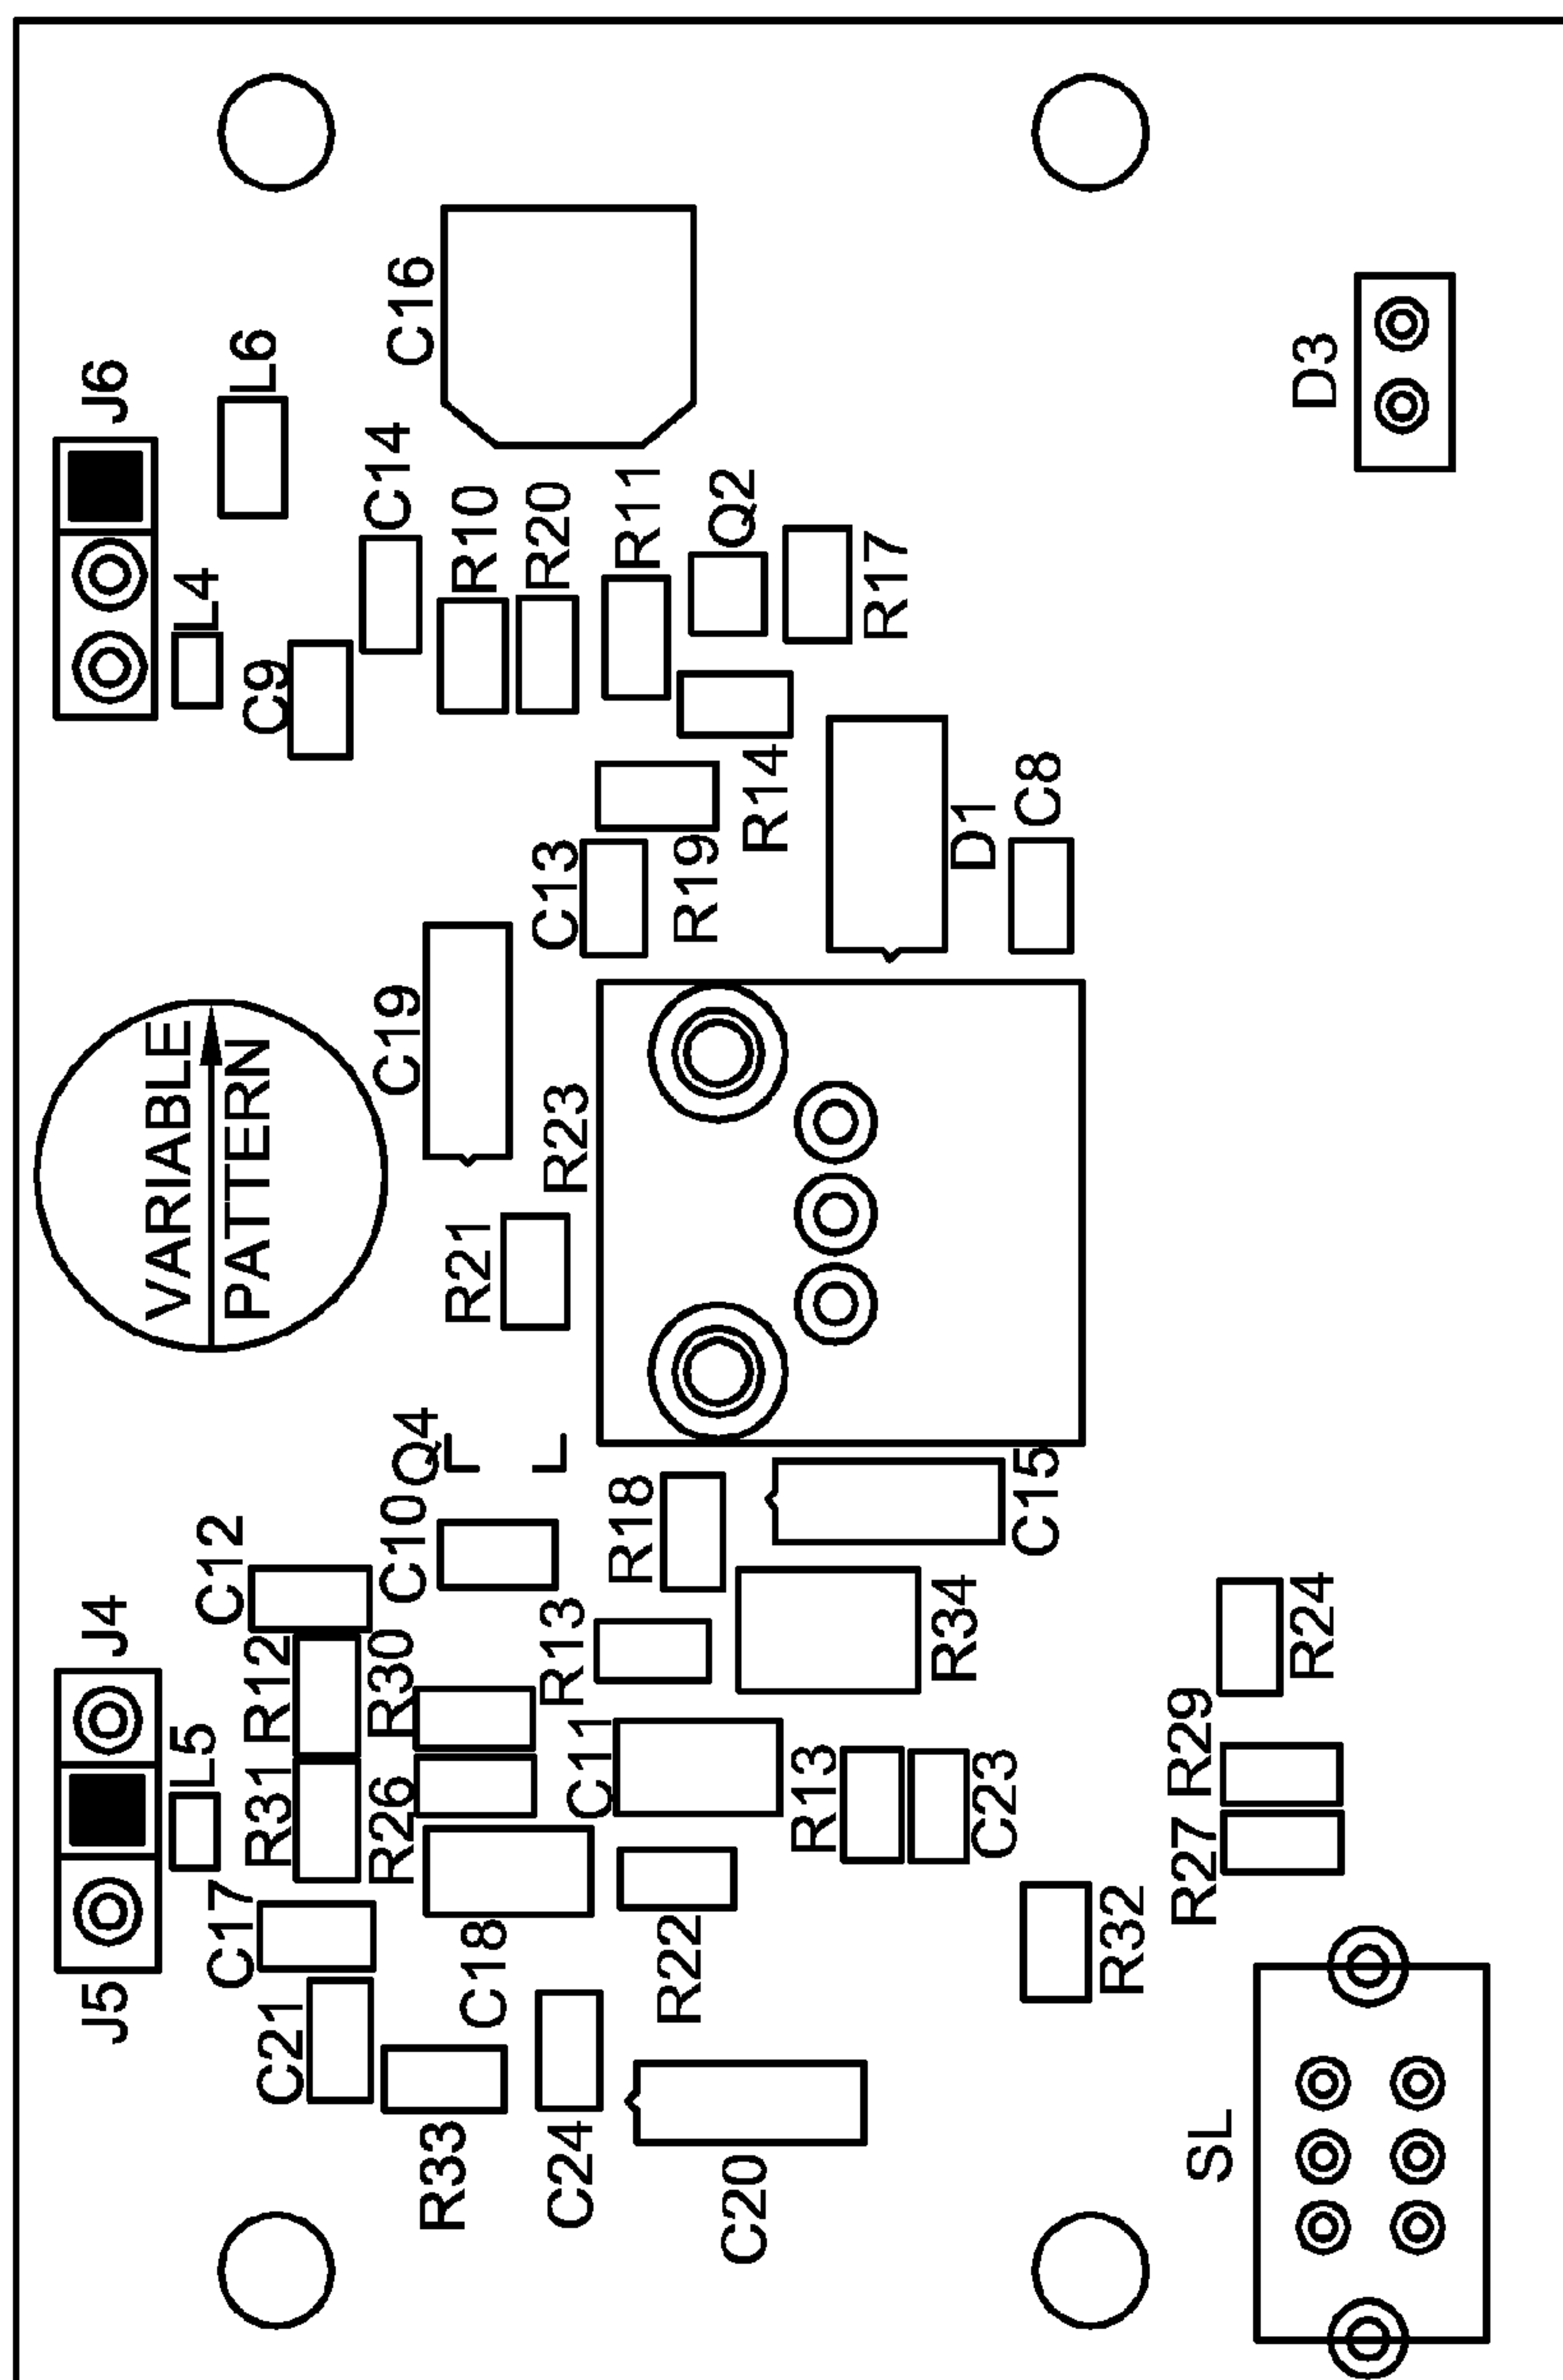 J6
L6
C16
L4
C14
R10
R20
R11
Q2
R17
D3
C9
C13
R19
R14
D1
C8
VARIABLE
PATTERN
C19
R23
R21
Q4
C10
C12
J4
R12
R30
R13
R18
C15
R34
R24
L5
R31
R26
C11
R13
C23
R29
R27
C17
C18
R22
R32
J5
C21
R33
C24
C20
SL